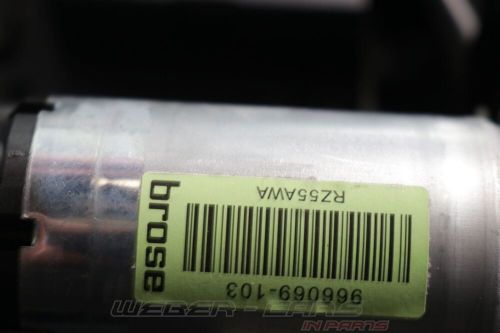 brose
RZ55AWA
966069-103
WEBER-CARS
IN PARTS